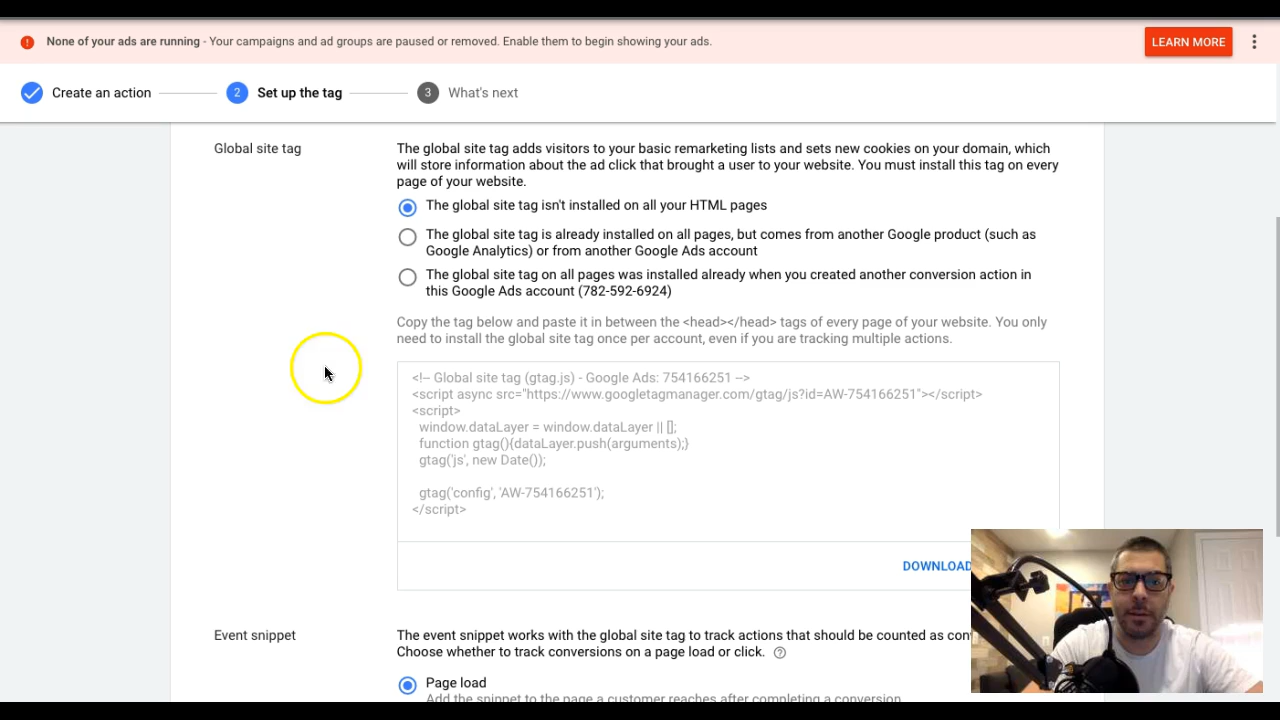 None of your ads are running - Your campaigns and ad groups are paused or removed. Enable them to begin showing your ads.
LEARN MORE
Create an action
2
Set up the tag
3
What's next
Global site tag
The global site tag adds visitors to your basic remarketing lists and sets new cookies on your domain, which
will store information about the ad click that brought a user to your website. You must install this tag on every
page of your website.
The global site tag isn't installed on all your HTML pages
The global site tag is already installed on all pages, but comes from another Google product (such as
Google Analytics) or from another Google Ads account
The global site tag on all pages was installed already when you created another conversion action in
this Google Ads account (782-592-6924)
Copy the tag below and paste it in between the <head></head> tags of every page of your website. You only
need to install the global site tag once per account, even if you are tracking multiple actions.
<!-- Global site tag (gtag.js) - Google Ads: 754166251 -->
<script async src="https://www.googletagmanager.com/gtag/js?id=AW-754166251"></script>
<script>
window.dataLayer = window.dataLayer || [];
function gtag(){dataLayer.push(arguments);}
gtag('js', new Date());
gtag('config', 'AW-754166251');
</script>
DOWNLOAD
Event snippet
The event snippet works with the global site tag to track actions that should be counted as con
Choose whether to track conversions on a page load or click.
Page load
Add the snippet to the page a customer reaches after completing a conversion